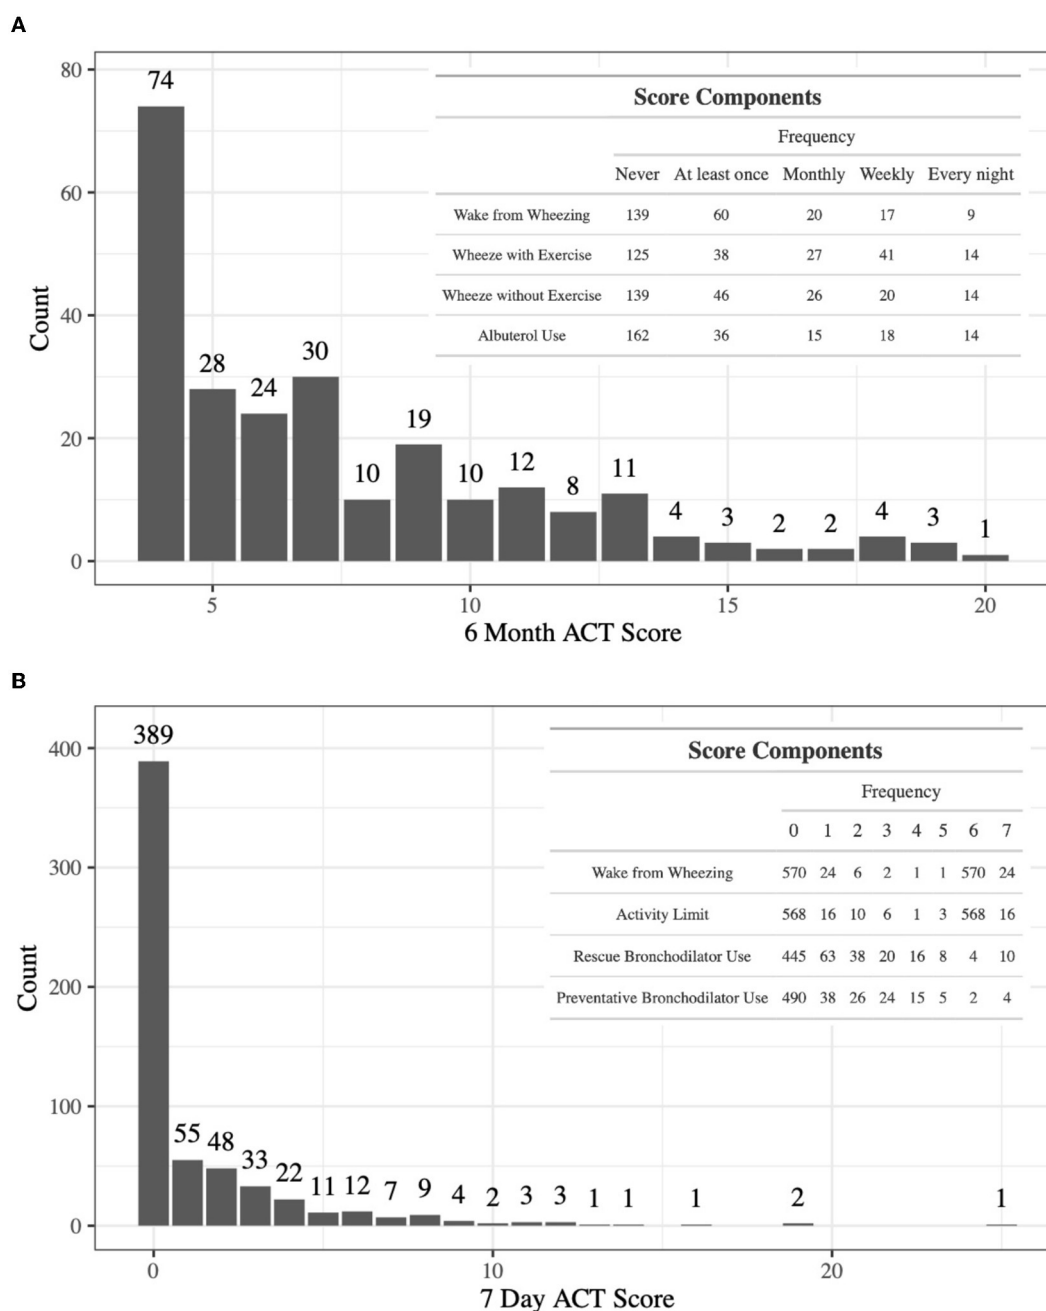 A
74
28
24
30
10
19
10
12
8
11
4
3
2
2
4
3
1
80
60
40
20
0
Count
5 10 15 20
6 Month ACT Score
Score Components
Frequency
Never At least once Monthly Weekly Every night
Wake from Wheezing 139 60 20 17 9
Wheeze with Exercise 125 38 27 41 14
Wheeze without Exercise 139 46 26 20 14
Albuterol Use 162 36 15 18 14
B
389
55
48
33
22
11
12
7
9
4
2
3
3
1
1
1
2
1
400
300
200
100
0
Count
0 10 20
7 Day ACT Score
Score Components
Frequency
0 1 2 3 4 5 6 7
Wake from Wheezing 570 24 6 2 1 1 570 24
Activity Limit 568 16 10 6 1 3 568 16
Rescue Bronchodilator Use 445 63 38 20 16 8 4 10
Preventative Bronchodilator Use 490 38 26 24 15 5 2 4